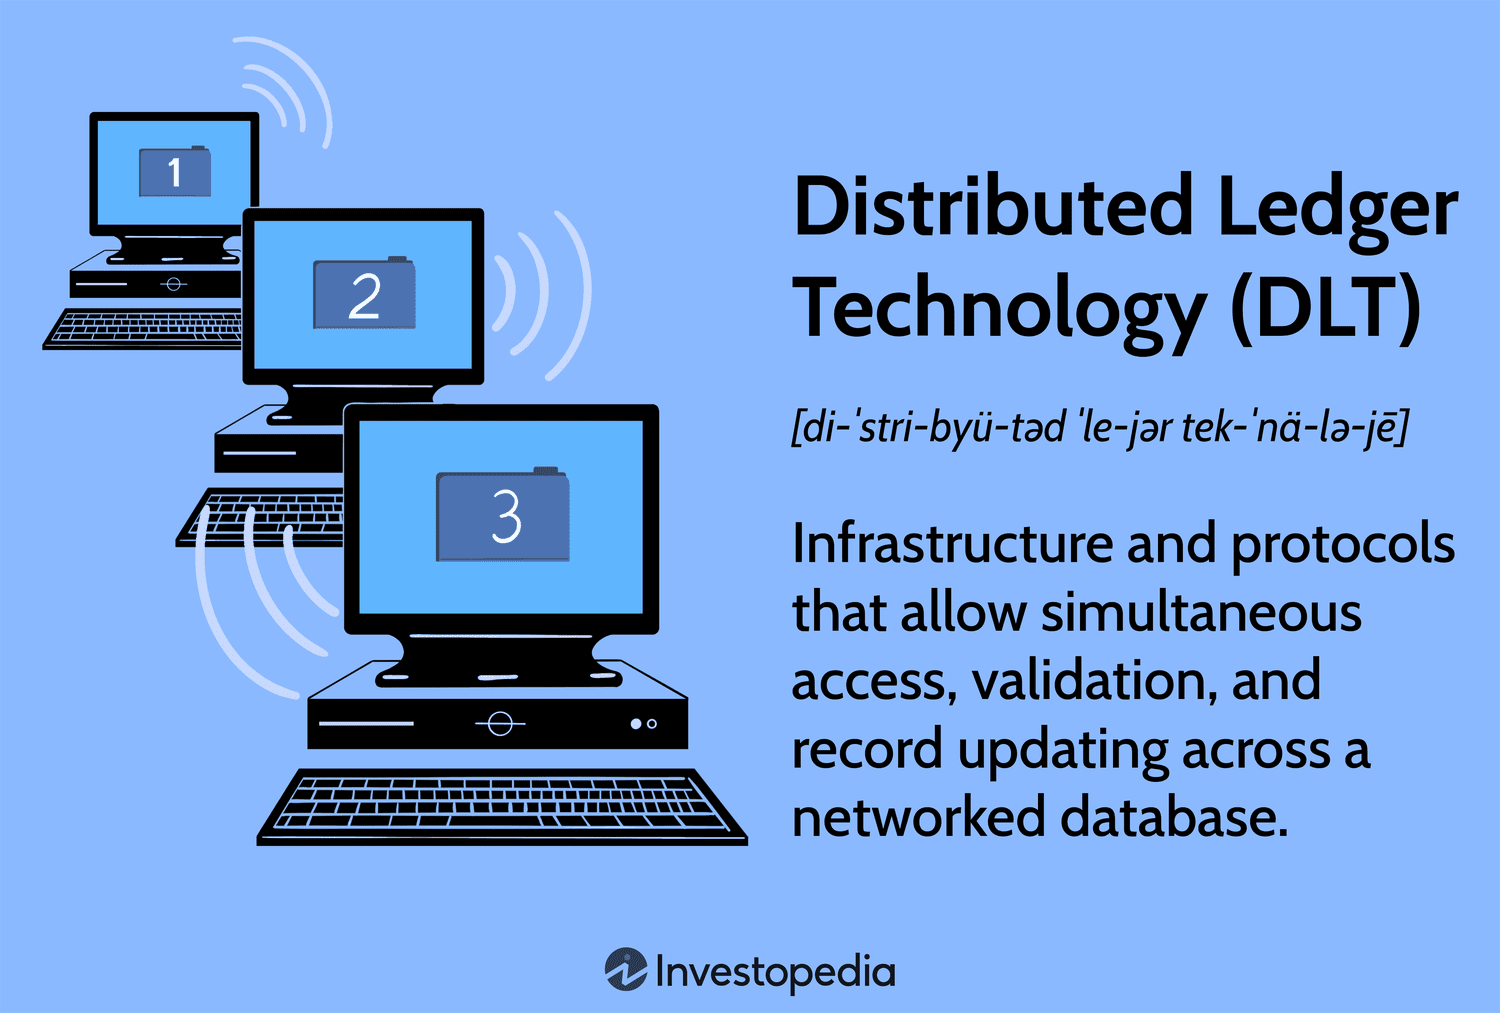 1
2
3
Distributed Ledger
Technology (DLT)
[di-ˈstri-byü-təd ˈle-jər tek-ˈnä-lə-jē]
Infrastructure and protocols
that allow simultaneous
access, validation, and
record updating across a
networked database.
Investopedia